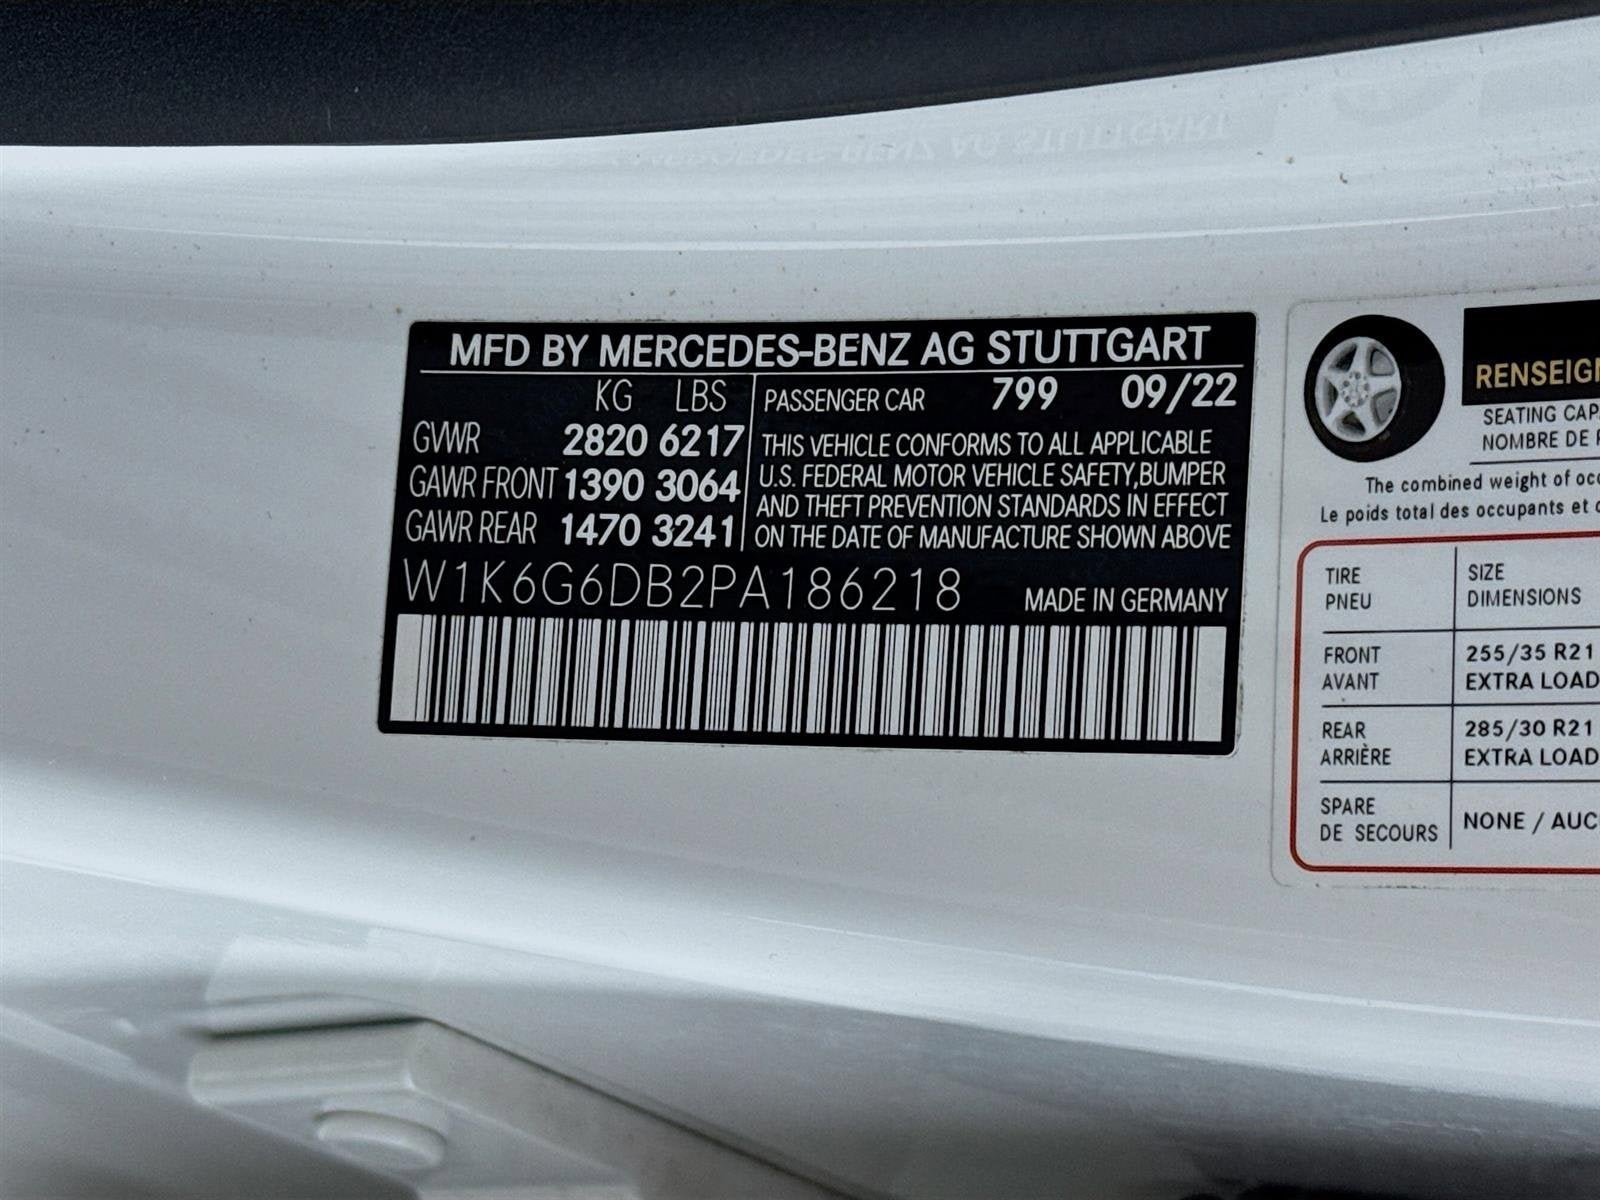 MFD BY MERCEDES-BENZ AG STUTTGART
KG LBS
GVWR 2820 6217
GAWR FRONT 1390 3064
GAWR REAR 1470 3241
PASSENGER CAR 799 09/22
THIS VEHICLE CONFORMS TO ALL APPLICABLE
U.S. FEDERAL MOTOR VEHICLE SAFETY, BUMPER
AND THEFT PREVENTION STANDARDS IN EFFECT
ON THE DATE OF MANUFACTURE SHOWN ABOVE
W1K6G6DB2PA186218 MADE IN GERMANY
RENSEIGN
SEATING CAP
NOMBRE DE
The combined weight of occ
Le poids total des occupants et
TIRE
PNEU
SIZE
DIMENSIONS
FRONT
AVANT
255/35 R21
EXTRA LOAD
REAR
ARRIÈRE
285/30 R21
EXTRA LOAD
SPARE
DE SECOURS
NONE / AUC